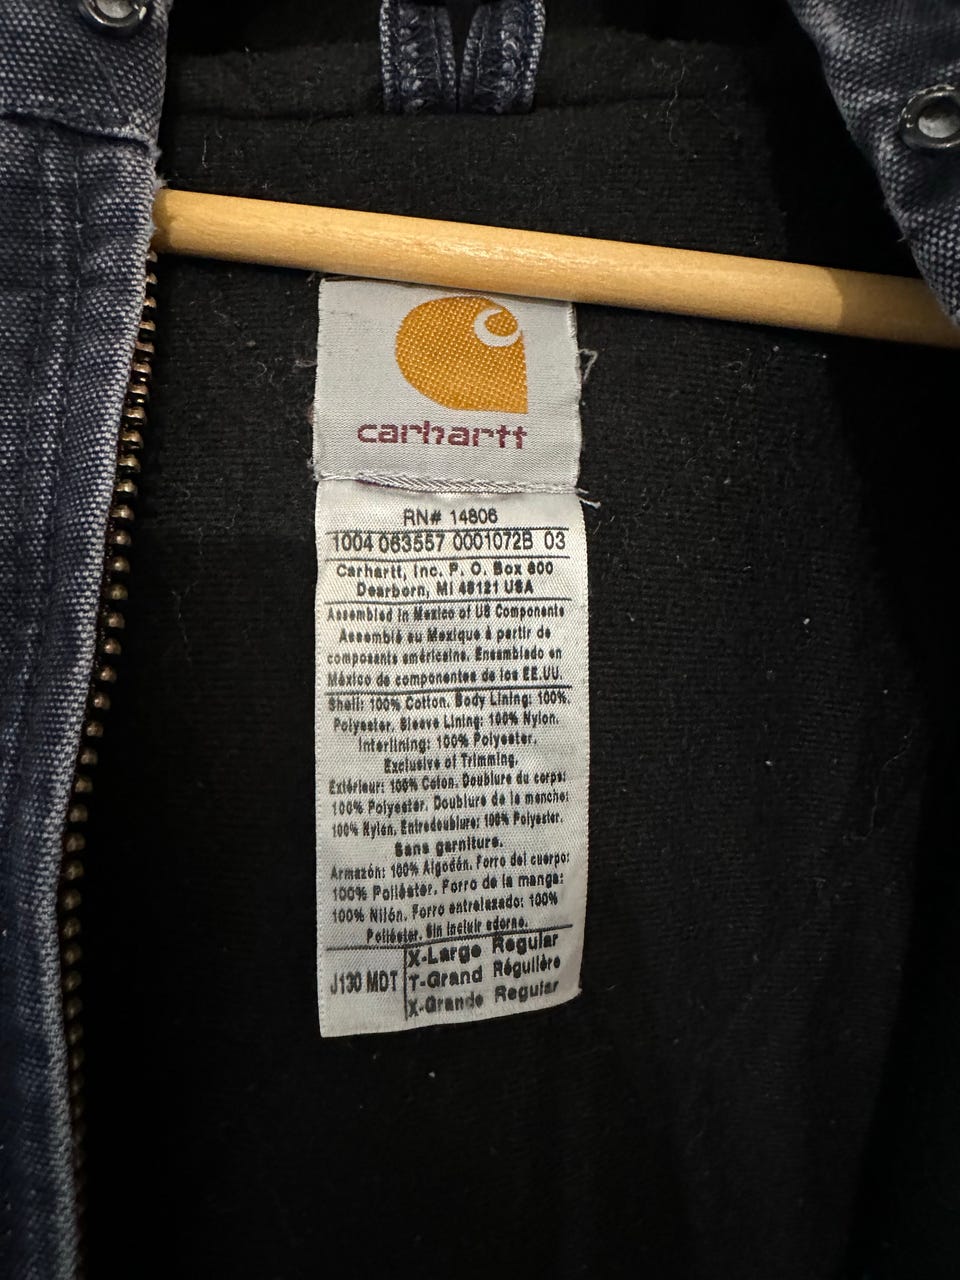 carhartt
RN# 14806
1004 063557 0001072B 03
Carhartt, Inc. P. O. Box 600
Dearborn, MI 48121 USA
Assembled in Mexico of US Components
Assemblé au Mexique à partir de
composants américains. Ensamblado en
México de componentes de los EE.UU.
Shell: 100% Cotton. Body Lining: 100%
Polyester. Sleeve Lining: 100% Nylon.
Interlining: 100% Polyester.
Exclusive of Trimming.
Extérieur: 100% Coton. Doublure du corps:
100% Polyester. Doublure de la manche:
100% Nylon, Entredoublure: 100% Polyester.
Sans garniture.
Armazón: 100% Algodón. Forro del cuerpo:
100% Poliéster. Forro de la manga:
100% Nilón. Forro entrelazado: 100%
Poliéster. Sin incluir adorno.
J130 MDT
X-Large Regular
T-Grand Régulière
X-Grande Regular